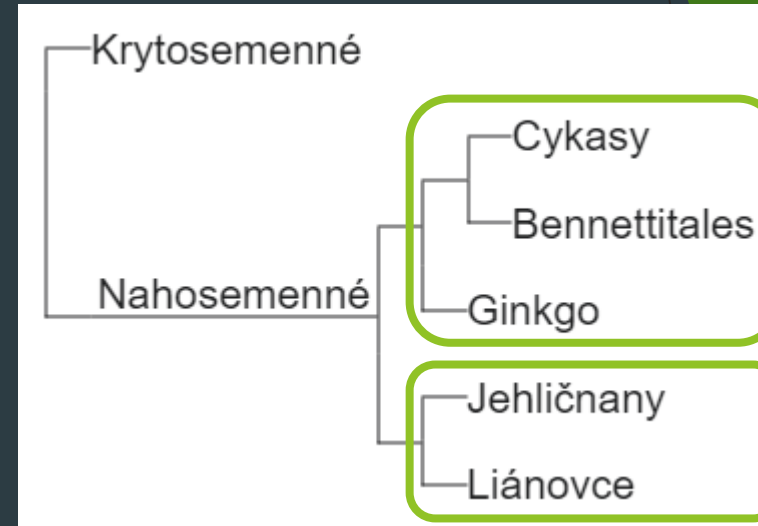 Krytosemenné
Cykasy
Bennettitales
Nahosemenné
Ginkgo
Jehličnany
Liánovce